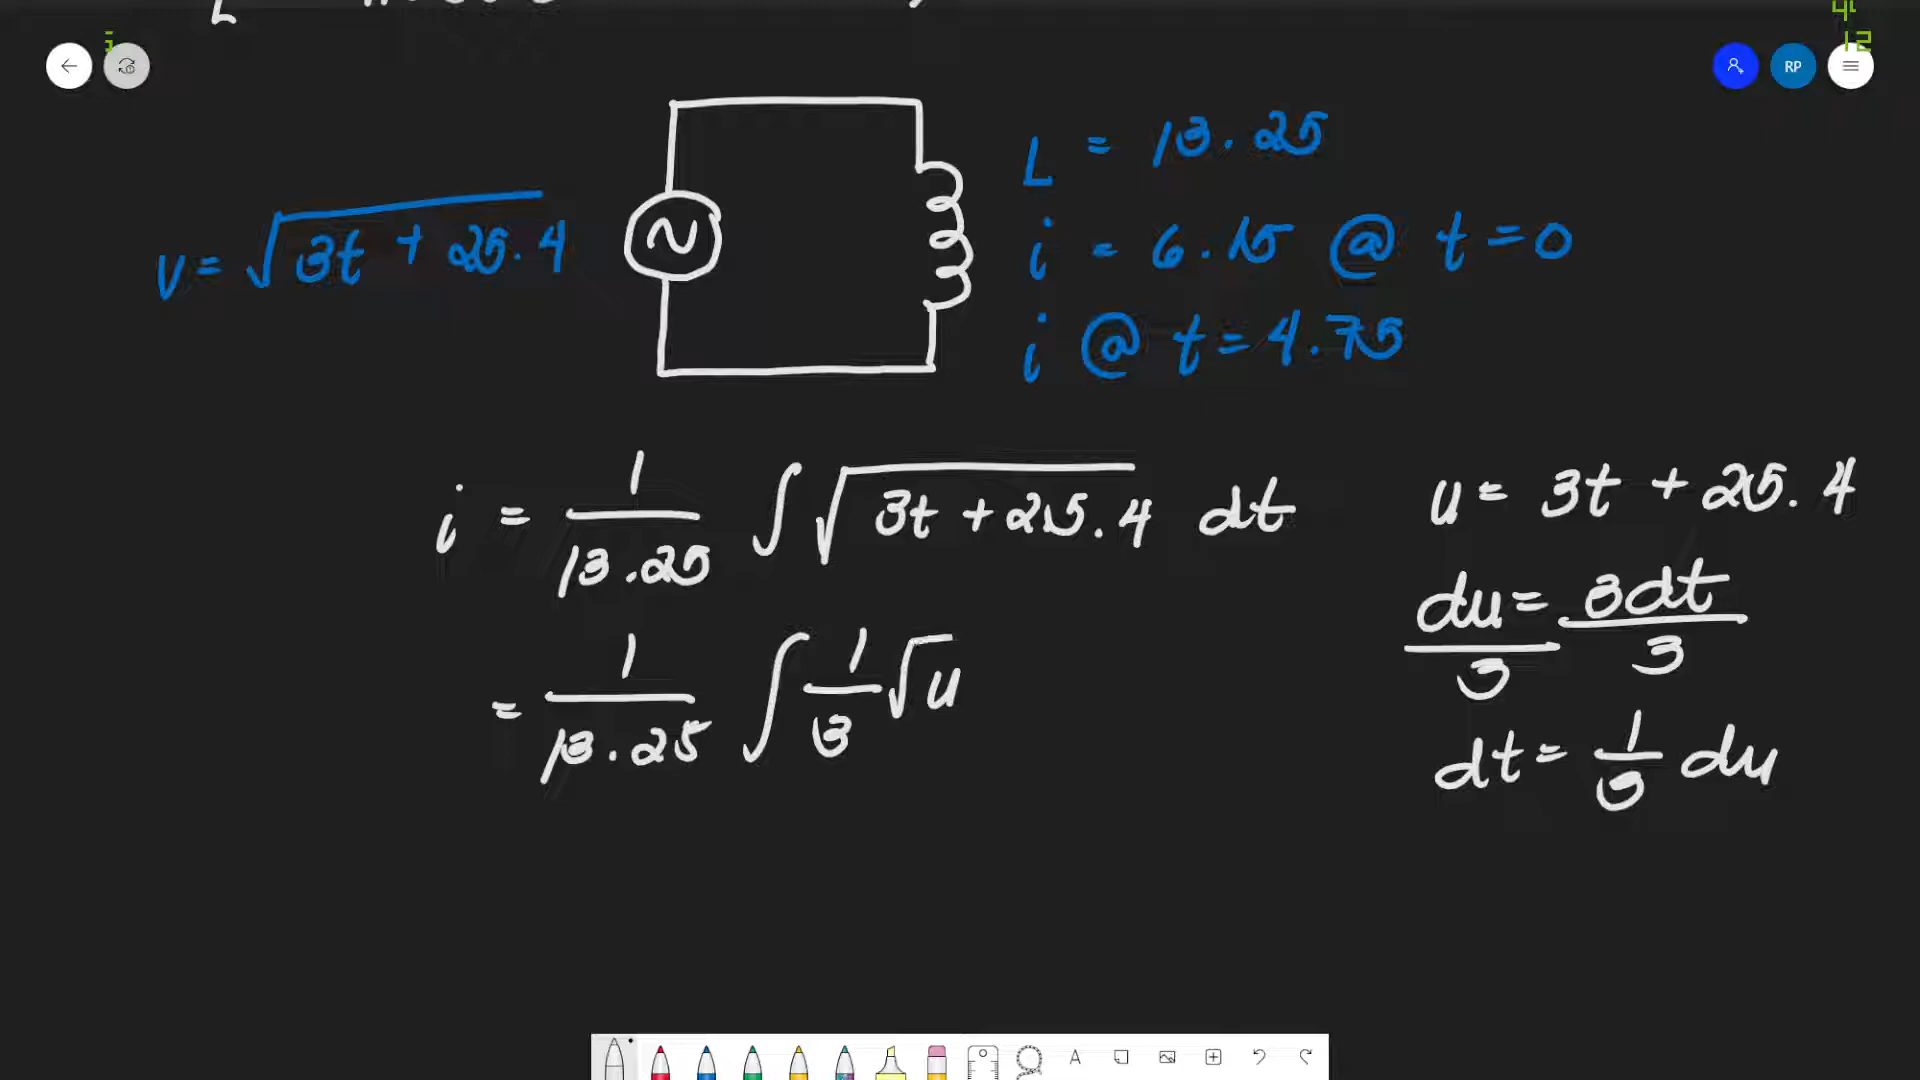 L = 13.25
v = √3t + 25.4
i = 6.15 @ t = 0
i @ t = 4.75
i = 1/13.25 ∫ √3t + 25.4 dt
u = 3t + 25.4
du/3 = 3dt/3
= 1/13.25 ∫ 1/3 √u
dt = 1/3 du
RP
12
A